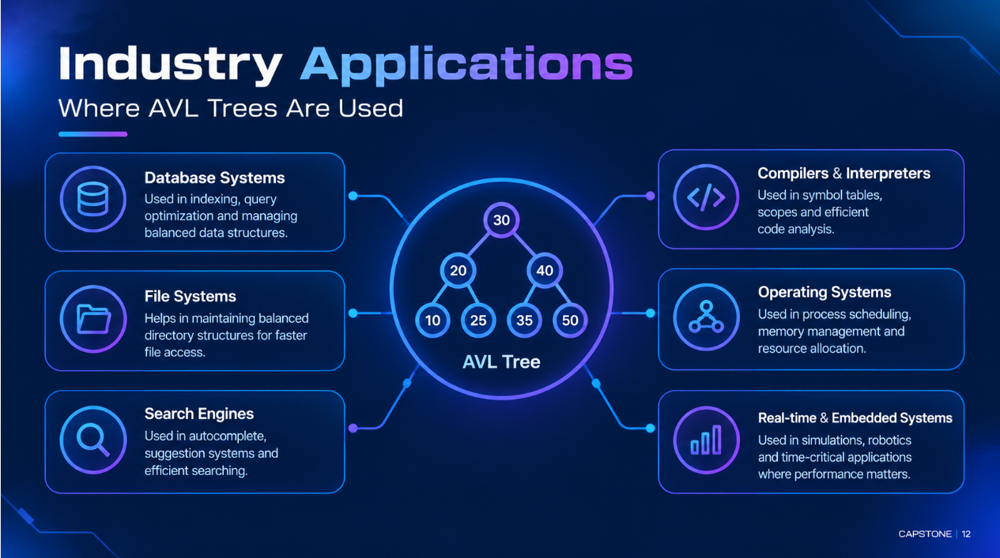 Industry Applications
Where AVL Trees Are Used
Database Systems
Used in indexing, query
optimization and managing
balanced data structures.
File Systems
Helps in maintaining balanced
directory structures for faster
file access.
Search Engines
Used in autocomplete,
suggestion systems and
efficient searching.
30
20 40
10 25 35 50
AVL Tree
Compilers & Interpreters
Used in symbol tables,
scopes and efficient
code analysis.
Operating Systems
Used in process scheduling,
memory management and
resource allocation.
Real-time & Embedded Systems
Used in simulations, robotics
and time-critical applications
where performance matters.
CAPSTONE | 12